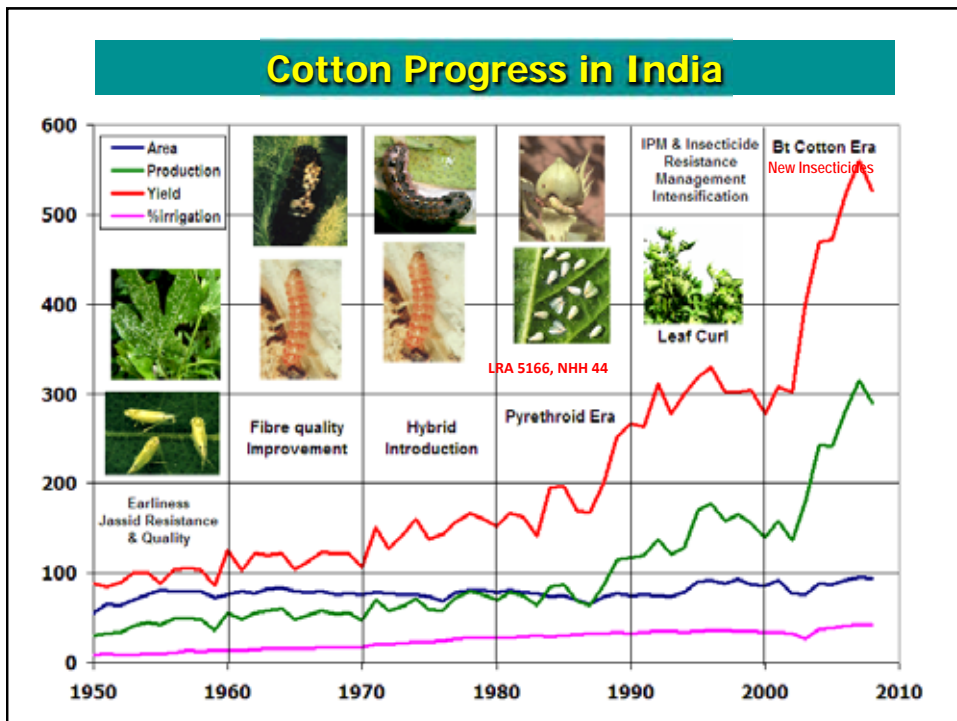 Cotton Progress in India
600
500
400
300
200
100
0
Area
Production
Yield
%irrigation
Earliness
Jassid Resistance
& Quality
Fibre quality
Improvement
Hybrid
Introduction
LRA 5166, NHH 44
Pyrethroid Era
IPM & Insecticide
Resistance
Management
Intensification
Leaf Curl
Bt Cotton Era
New Insecticides
1950 1960 1970 1980 1990 2000 2010